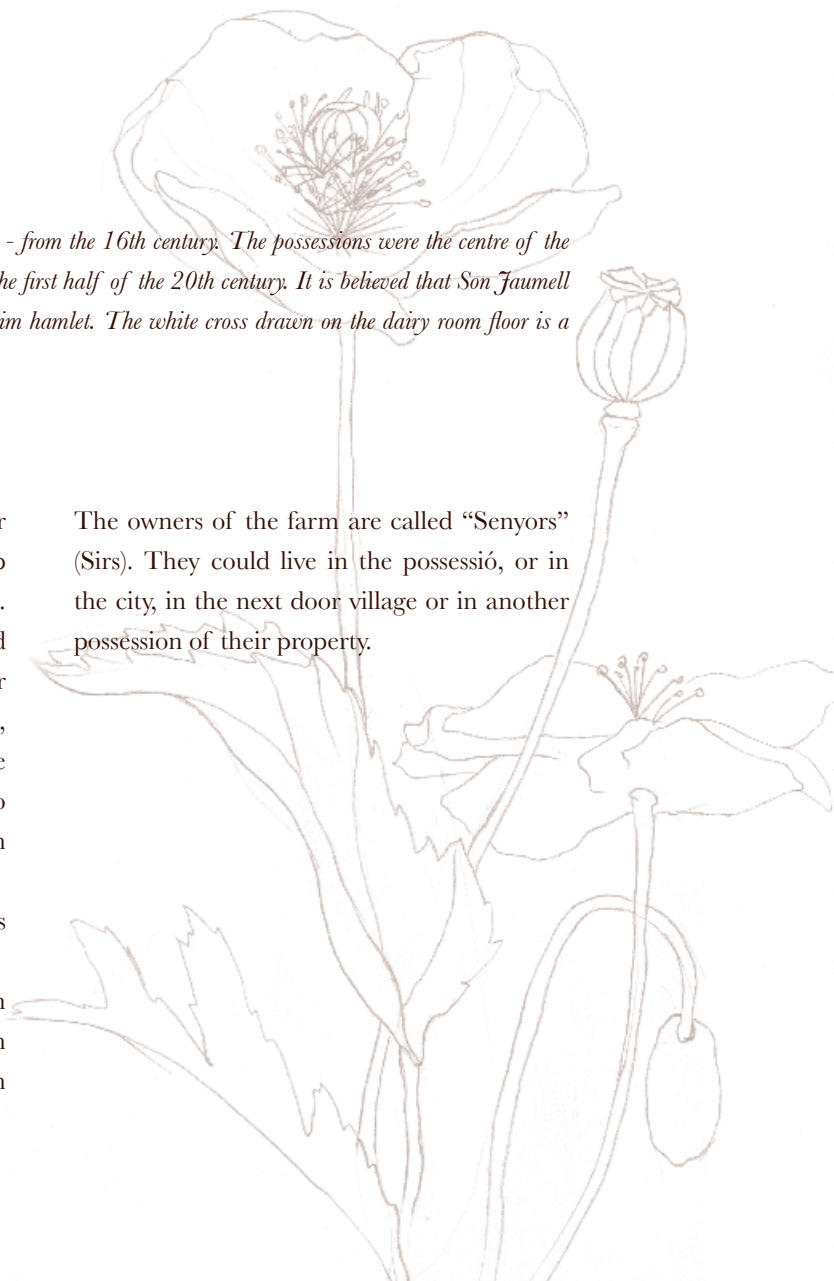 - from the 16th century. The possessions were the centre of the
he first half of the 20th century. It is believed that Son Jaumell
im hamlet. The white cross drawn on the dairy room floor is a
r
.
d
r
,
e
o
n
s
n
n
n
The owners of the farm are called “Senyors”
(Sirs). They could live in the possessió, or in
the city, in the next door village or in another
possession of their property.